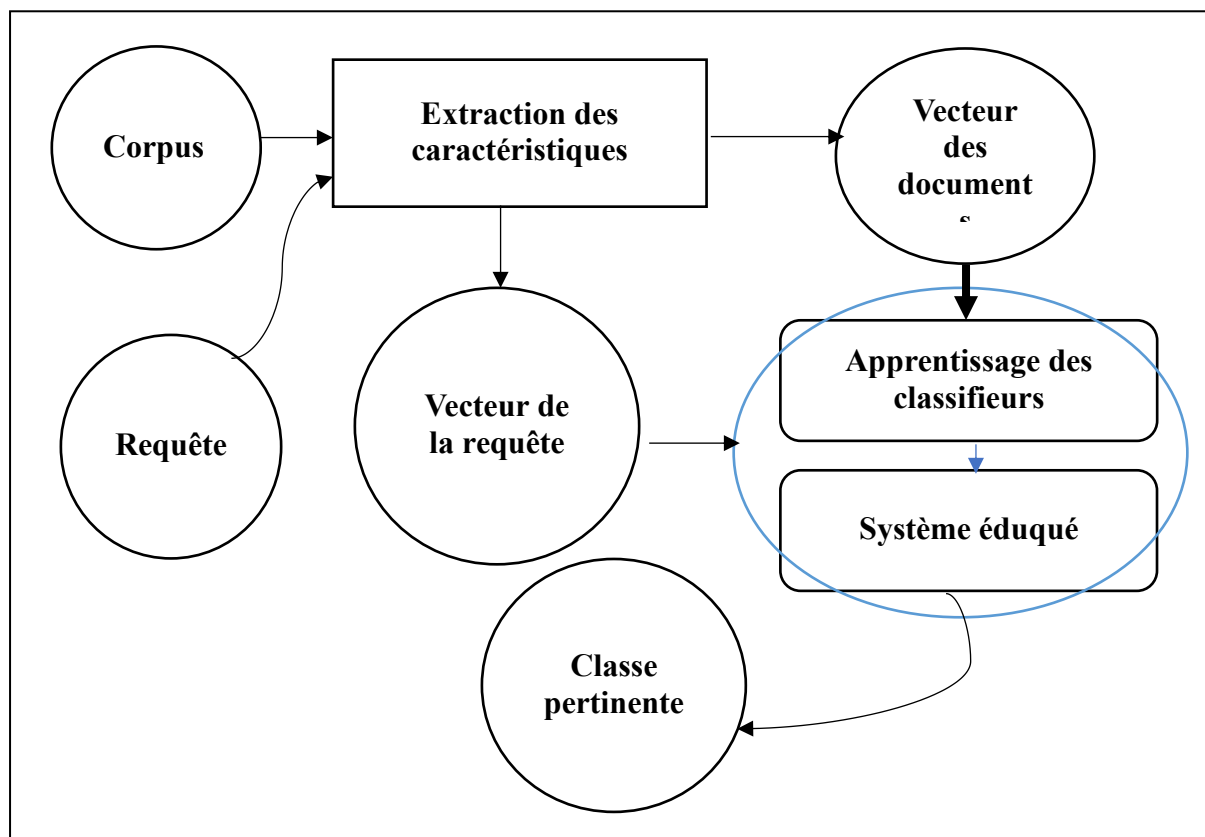 Corpus
Extraction des
caractéristiques
Vecteur
des
document
s
Requête
Vecteur de
la requête
Apprentissage des
classifieurs
Système éduqué
Classe
pertinente